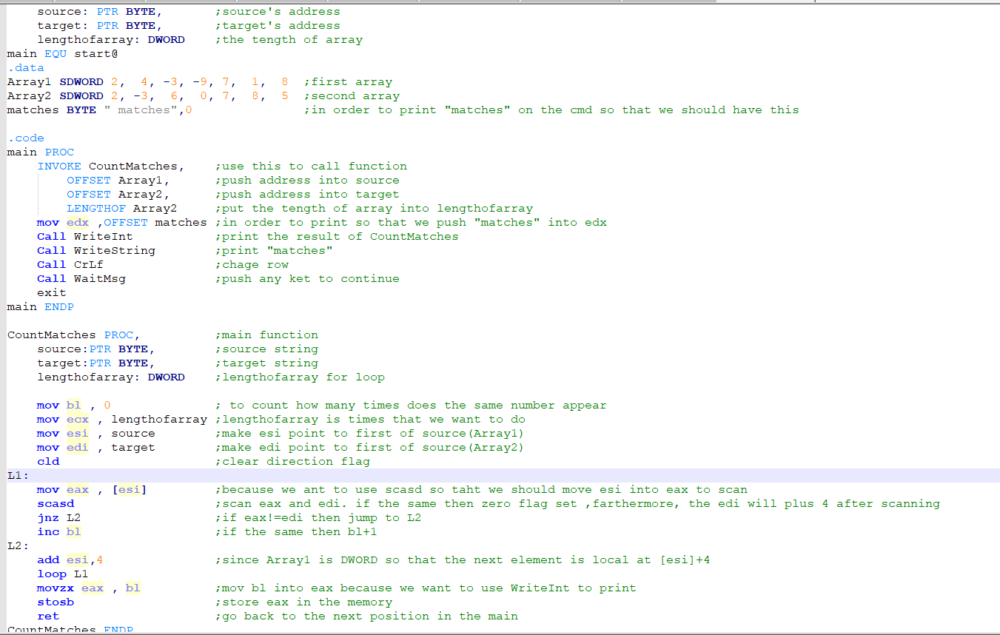 source: PTR BYTE, ;source's address
target: PTR BYTE, ;target's address
lengthofarray: DWORD ;the tength of array
main EQU start@
.data
Array1 SDWORD 2, 4, -3, -9, 7, 1, 8 ;first array
Array2 SDWORD 2, -3, 6, 0, 7, 8, 5 ;second array
matches BYTE " matches",0 ;in order to print "matches" on the cmd so that we should have this
.code
main PROC
INVOKE CountMatches, ;use this to call function
OFFSET Array1, ;push address into source
OFFSET Array2, ;push address into target
LENGTHOF Array2 ;put the tength of array into lengthofarray
mov edx ,OFFSET matches ;in order to print so that we push "matches" into edx
Call WriteInt ;print the result of CountMatches
Call WriteString ;print "matches"
Call CrLf ;chage row
Call WaitMsg ;push any ket to continue
exit
main ENDP
CountMatches PROC, ;main function
source:PTR BYTE, ;source string
target:PTR BYTE, ;target string
lengthofarray: DWORD ;lengthofarray for loop
mov bl , 0 ; to count how many times does the same number appear
mov ecx , lengthofarray ;lengthofarray is times that we want to do
mov esi , source ;make esi point to first of source(Array1)
mov edi , target ;make edi point to first of source(Array2)
cld ;clear direction flag
L1:
mov eax , [esi] ;because we ant to use scasd so taht we should move esi into eax to scan
scasd ;scan eax and edi. if the same then zero flag set ,farthermore, the edi will plus 4 after scanning
jnz L2 ;if eax!=edi then jump to L2
inc bl ;if the same then bl+1
L2:
add esi,4 ;since Array1 is DWORD so that the next element is local at [esi]+4
loop L1
movzx eax , bl ;mov bl into eax because we want to use WriteInt to print
stosb ;store eax in the memory
ret ;go back to the next position in the main
CountMatches ENDP